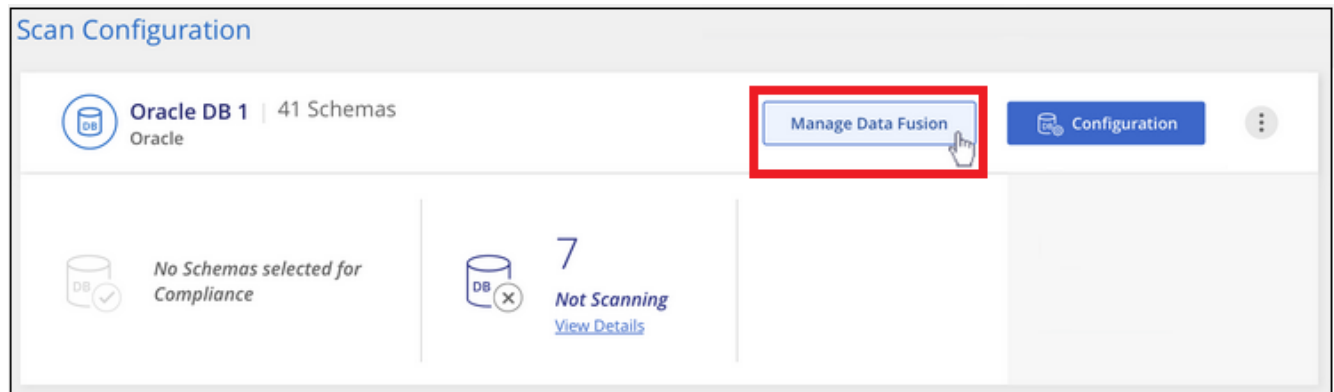 Scan Configuration
Oracle DB 1 | 41 Schemas
Oracle
Manage Data Fusion
Configuration
DB
No Schemas selected for
Compliance
DB
DB
7
Not Scanning
View Details